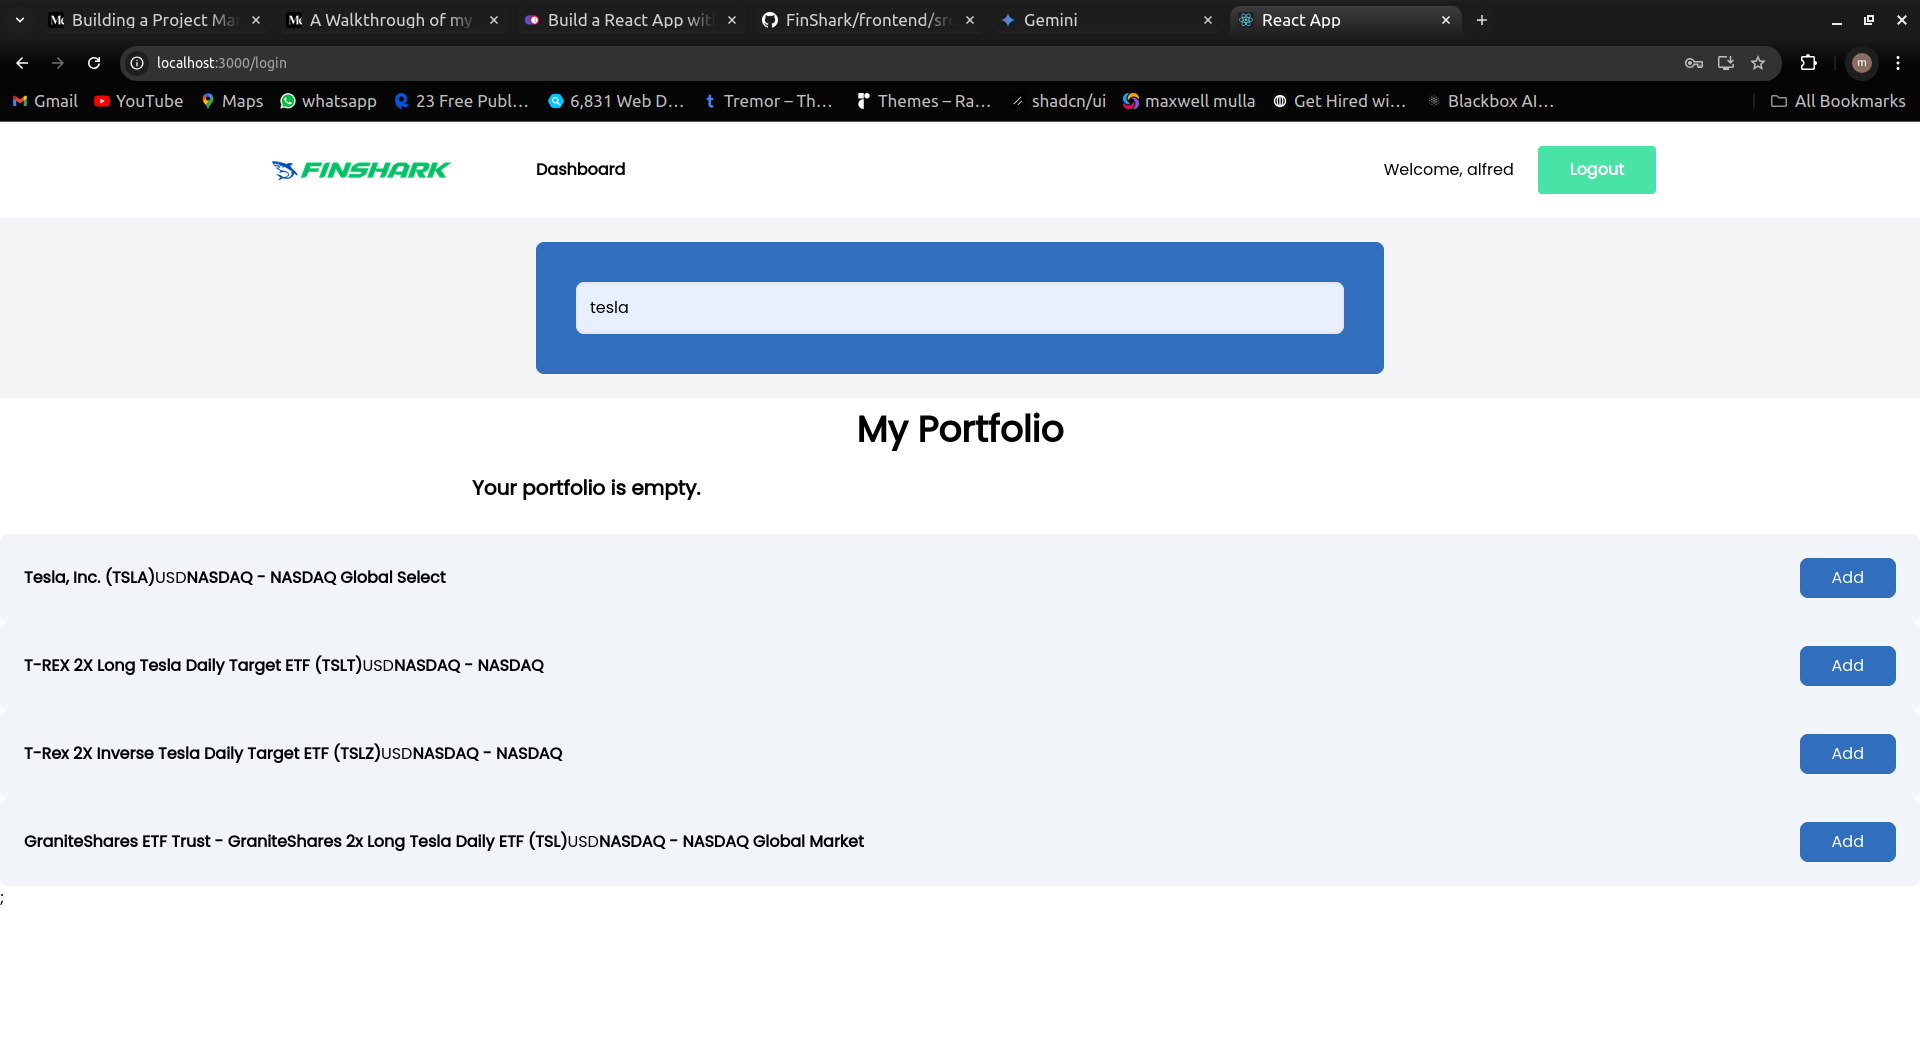 Building a Project Ma
A Walkthrough of my
Build a React App wit
FinShark/frontend/src
Gemini
React App
localhost:3000/login
m
Gmail
YouTube
Maps
whatsapp
23 Free Publ...
6,831 Web D...
Tremor – Th...
Themes – Ra...
shadcn/ui
maxwell mulla
Get Hired wi...
Blackbox AI...
All Bookmarks
FINSHARK
Dashboard
Welcome, alfred
Logout
tesla
My Portfolio
Your portfolio is empty.
Tesla, Inc. (TSLA)USDNASDAQ - NASDAQ Global Select
Add
T-REX 2X Long Tesla Daily Target ETF (TSLT)USDNASDAQ - NASDAQ
Add
T-Rex 2X Inverse Tesla Daily Target ETF (TSLZ)USDNASDAQ - NASDAQ
Add
GraniteShares ETF Trust - GraniteShares 2x Long Tesla Daily ETF (TSL)USDNASDAQ - NASDAQ Global Market
Add
;